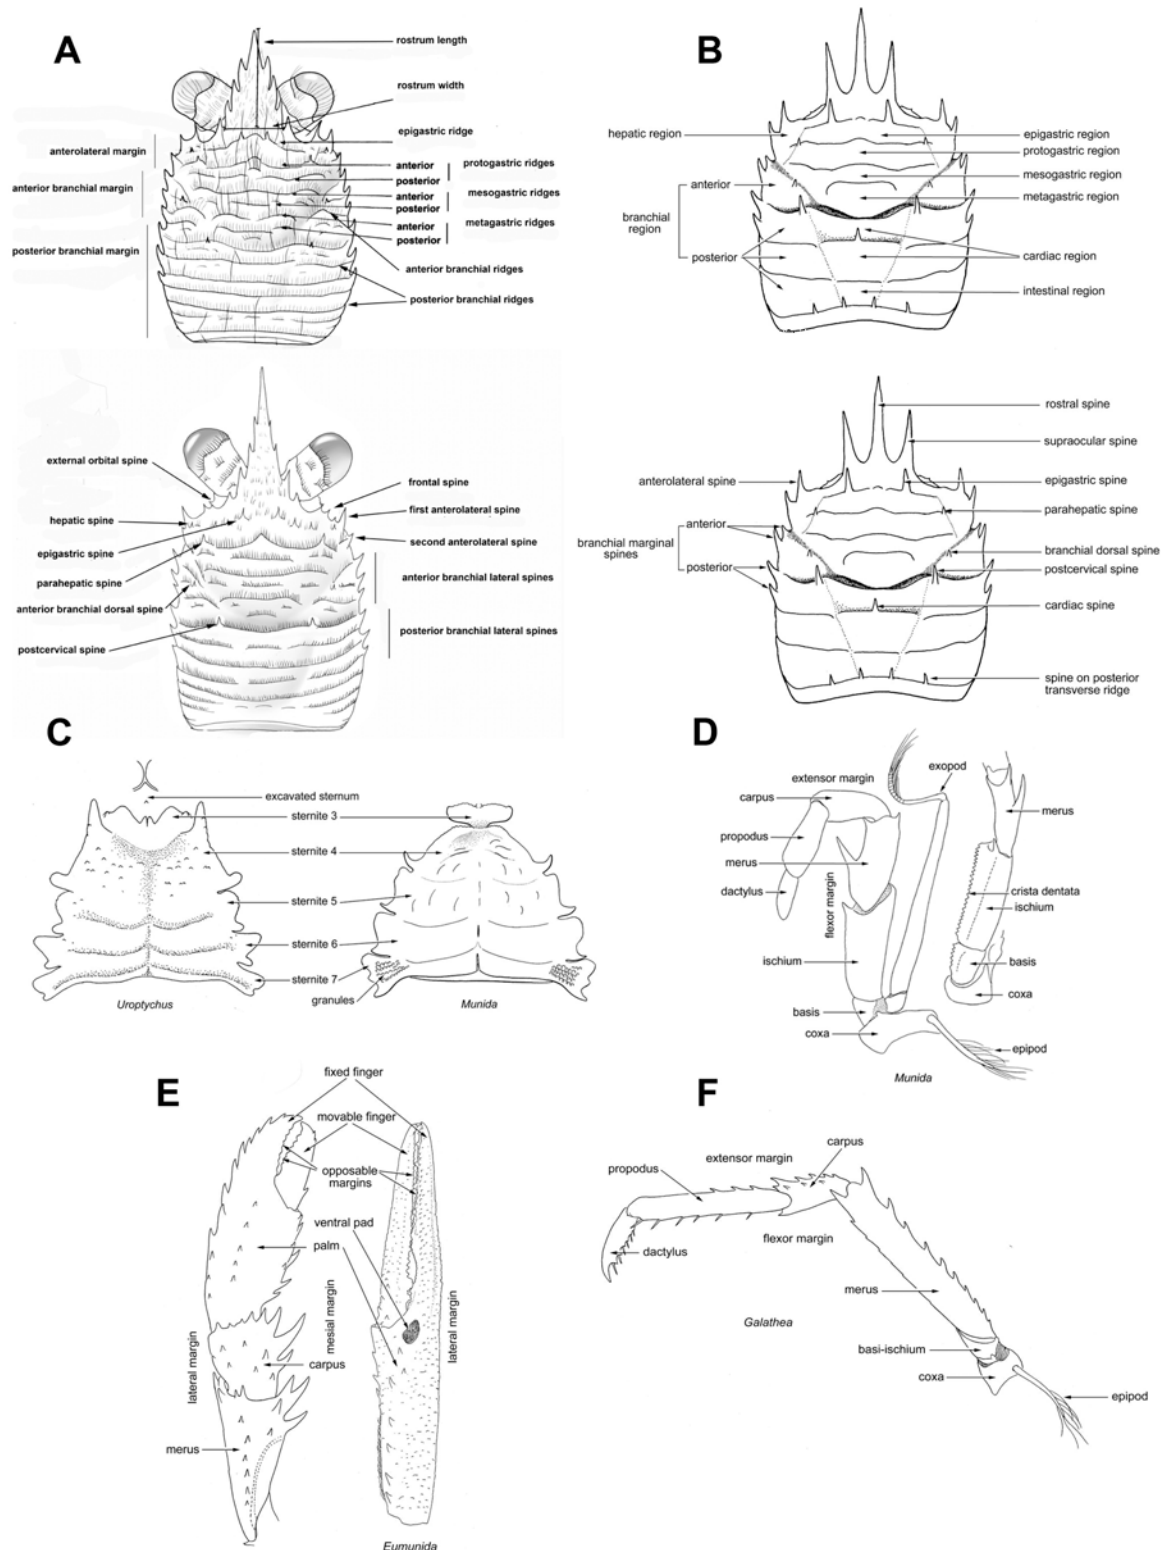 A
rostrum length
rostrum width
epigastric ridge
anterolateral margin
anterior
protogastric ridges
posterior
anterior branchial margin
anterior
mesogastric ridges
posterior
anterior
metagastric ridges
posterior
posterior branchial margin
anterior branchial ridges
posterior branchial ridges
external orbital spine
frontal spine
hepatic spine
first anterolateral spine
epigastric spine
second anterolateral spine
parahepatic spine
anterior branchial lateral spines
anterior branchial dorsal spine
posterior branchial lateral spines
postcervical spine
B
hepatic region
epigastric region
protogastric region
mesogastric region
anterior
metagastric region
branchial
region
posterior
cardiac region
intestinal region
rostral spine
supraocular spine
anterolateral spine
epigastric spine
parahepatic spine
anterior
branchial marginal
spines
branchial dorsal spine
posterior
postcervical spine
cardiac spine
spine on posterior
transverse ridge
C
excavated sternum
sternite 3
sternite 4
sternite 5
sternite 6
sternite 7
granules
Uroptychus
Munida
D
exopod
extensor margin
carpus
merus
propodus
merus
dactylus
flexor margin
crista dentata
ischium
ischium
basis
basis
coxa
coxa
epipod
Munida
E
fixed finger
movable finger
opposable
margins
ventral pad
palm
mesial margin
lateral margin
lateral margin
carpus
merus
Eumunida
F
carpus
extensor margin
propodus
flexor margin
dactylus
merus
Galathea
basi-ischium
coxa
epipod